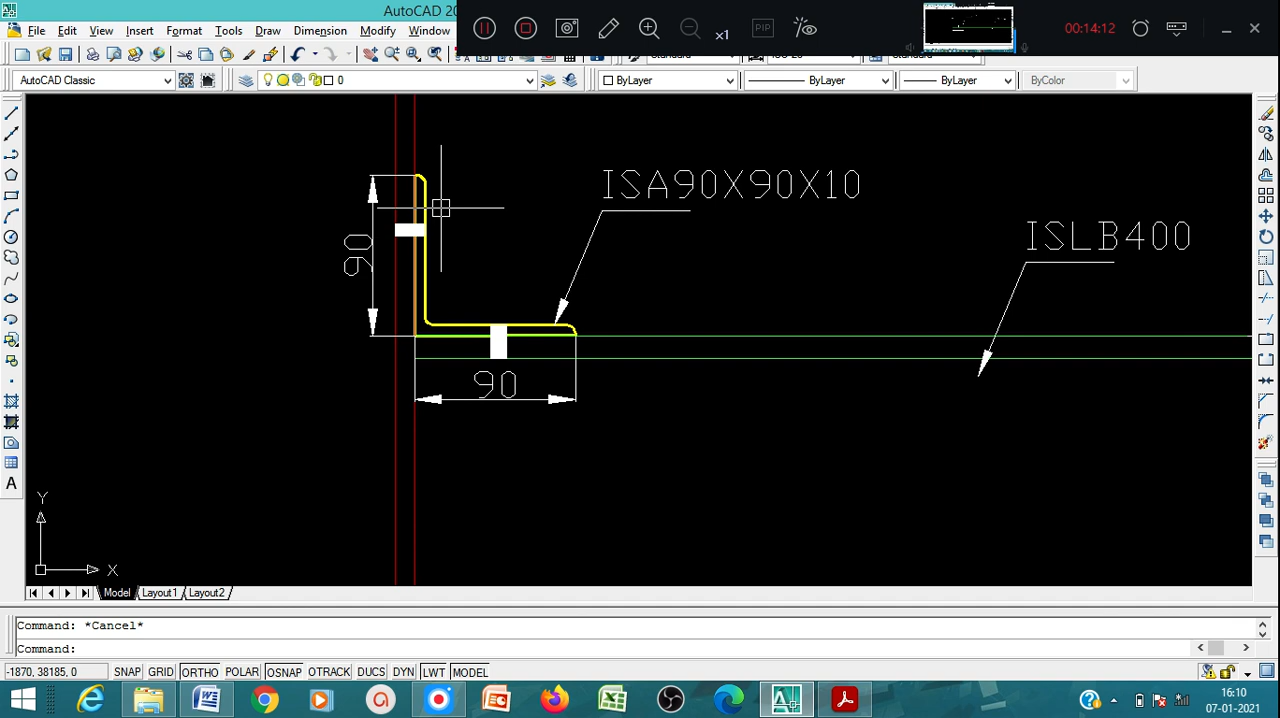 AutoCAD 20
x1
PIP
00:14:12
File Edit View Insert Format Tools Draw Dimension Modify Window
AutoCAD Classic
0
ByLayer
ByLayer
ByLayer
ByColor
ISA90X90X10
ISLB400
90
90
Y
X
Model Layout1 Layout2
Command: *Cancel*
Command:
-1870, 38185, 0 SNAP GRID ORTHO POLAR OSNAP OTRACK DUCS DYN LWT MODEL
16:10
07-01-2021